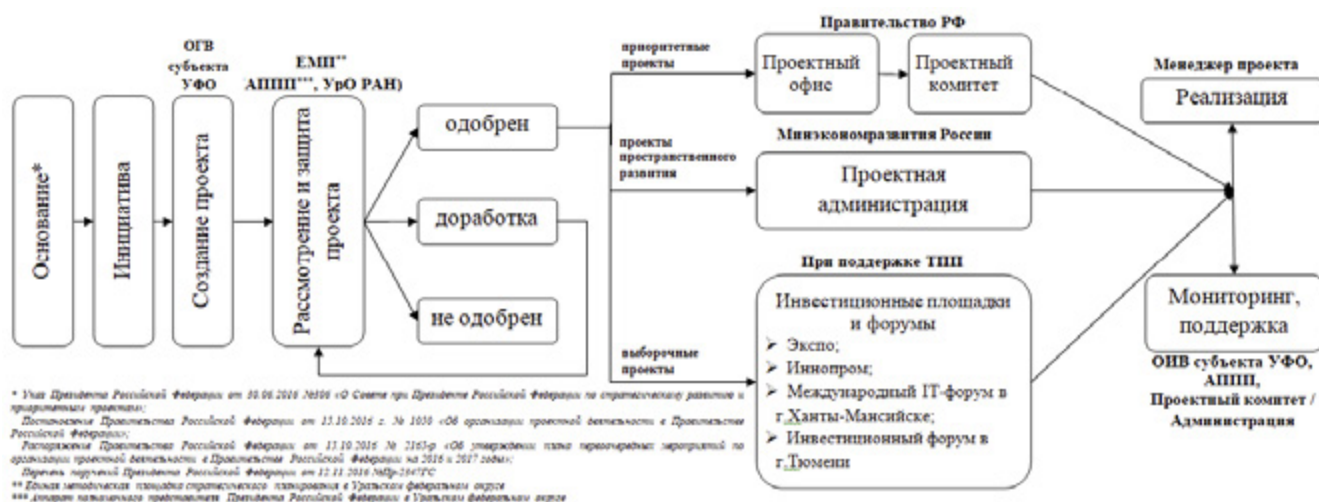 ОГВ
субъекта
УФО
ЕМП**
АППП***, УрО РАН)
Основание*
Инициатива
Создание проекта
Рассмотрение и защита
проекта
одобрен
доработка
не одобрен
приоритетные
проекты
проекты
пространственного
развития
выборочные
проекты
Правительство РФ
Проектный
офис
Проектный
комитет
Минэкономразвития России
Проектная
администрация
При поддержке ТПП
Инвестиционные площадки
и форумы
➢ Экспо;
➢ Иннопром;
➢ Международный IT-форум в
г.Ханты-Мансийске;
➢ Инвестиционный форум в
г.Тюмени
Менеджер проекта
Реализация
Мониторинг,
поддержка
ОИВ субъекта УФО,
АППП,
Проектный комитет /
Администрация
* Указ Президента Российской Федерации от 30.06.2016 №306 «О Совете при Президенте Российской Федерации по стратегическому развитию и
приоритетным проектам»;
Постановление Правительства Российской Федерации от 15.10.2016 г. № 1050 «Об организации проектной деятельности в Правительстве
Российской Федерации»;
Распоряжение Правительства Российской Федерации от 15.10.2016 № 2165-р «Об утверждении плана первоочередных мероприятий по
организации проектной деятельности в Правительстве Российской Федерации на 2016 и 2017 годы»;
Перечень поручений Президента Российской Федерации от 12.11.2016
** Единая методическая площадка стратегического планирования в Уральском федеральном округе
*** Аппарат полномочного представителя Президента Российской Федерации в Уральском федеральном округе